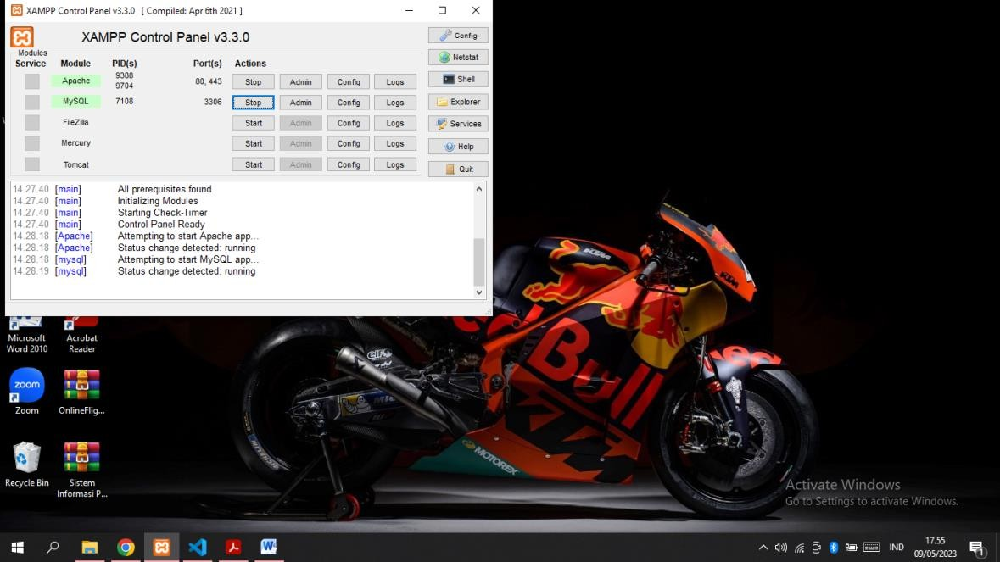 XAMPP Control Panel v3.3.0 [ Compiled: Apr 6th 2021 ]
XAMPP Control Panel v3.3.0
Config
Netstat
Shell
Explorer
Services
Help
Quit
Modules
Service Module PID(s) Port(s) Actions
Apache 9388 9704 80, 443 Stop Admin Config Logs
MySQL 7108 3306 Stop Admin Config Logs
FileZilla Start Admin Config Logs
Mercury Start Admin Config Logs
Tomcat Start Admin Config Logs
14.27.40 [main] All prerequisites found
14.27.40 [main] Initializing Modules
14.27.40 [main] Starting Check-Timer
14.27.40 [main] Control Panel Ready
14.28.18 [Apache] Attempting to start Apache app...
14.28.18 [Apache] Status change detected: running
14.28.18 [mysql] Attempting to start MySQL app...
14.28.19 [mysql] Status change detected: running
Microsoft
Word 2010
Acrobat
Reader
zoom
Zoom
OnlineFlig...
Recycle Bin
Sistem
Informasi P...
KTM
KTM
Red Bull
elf
MOTOREX
Activate Windows
Go to Settings to activate Windows.
IND
17.55
09/05/2023
1